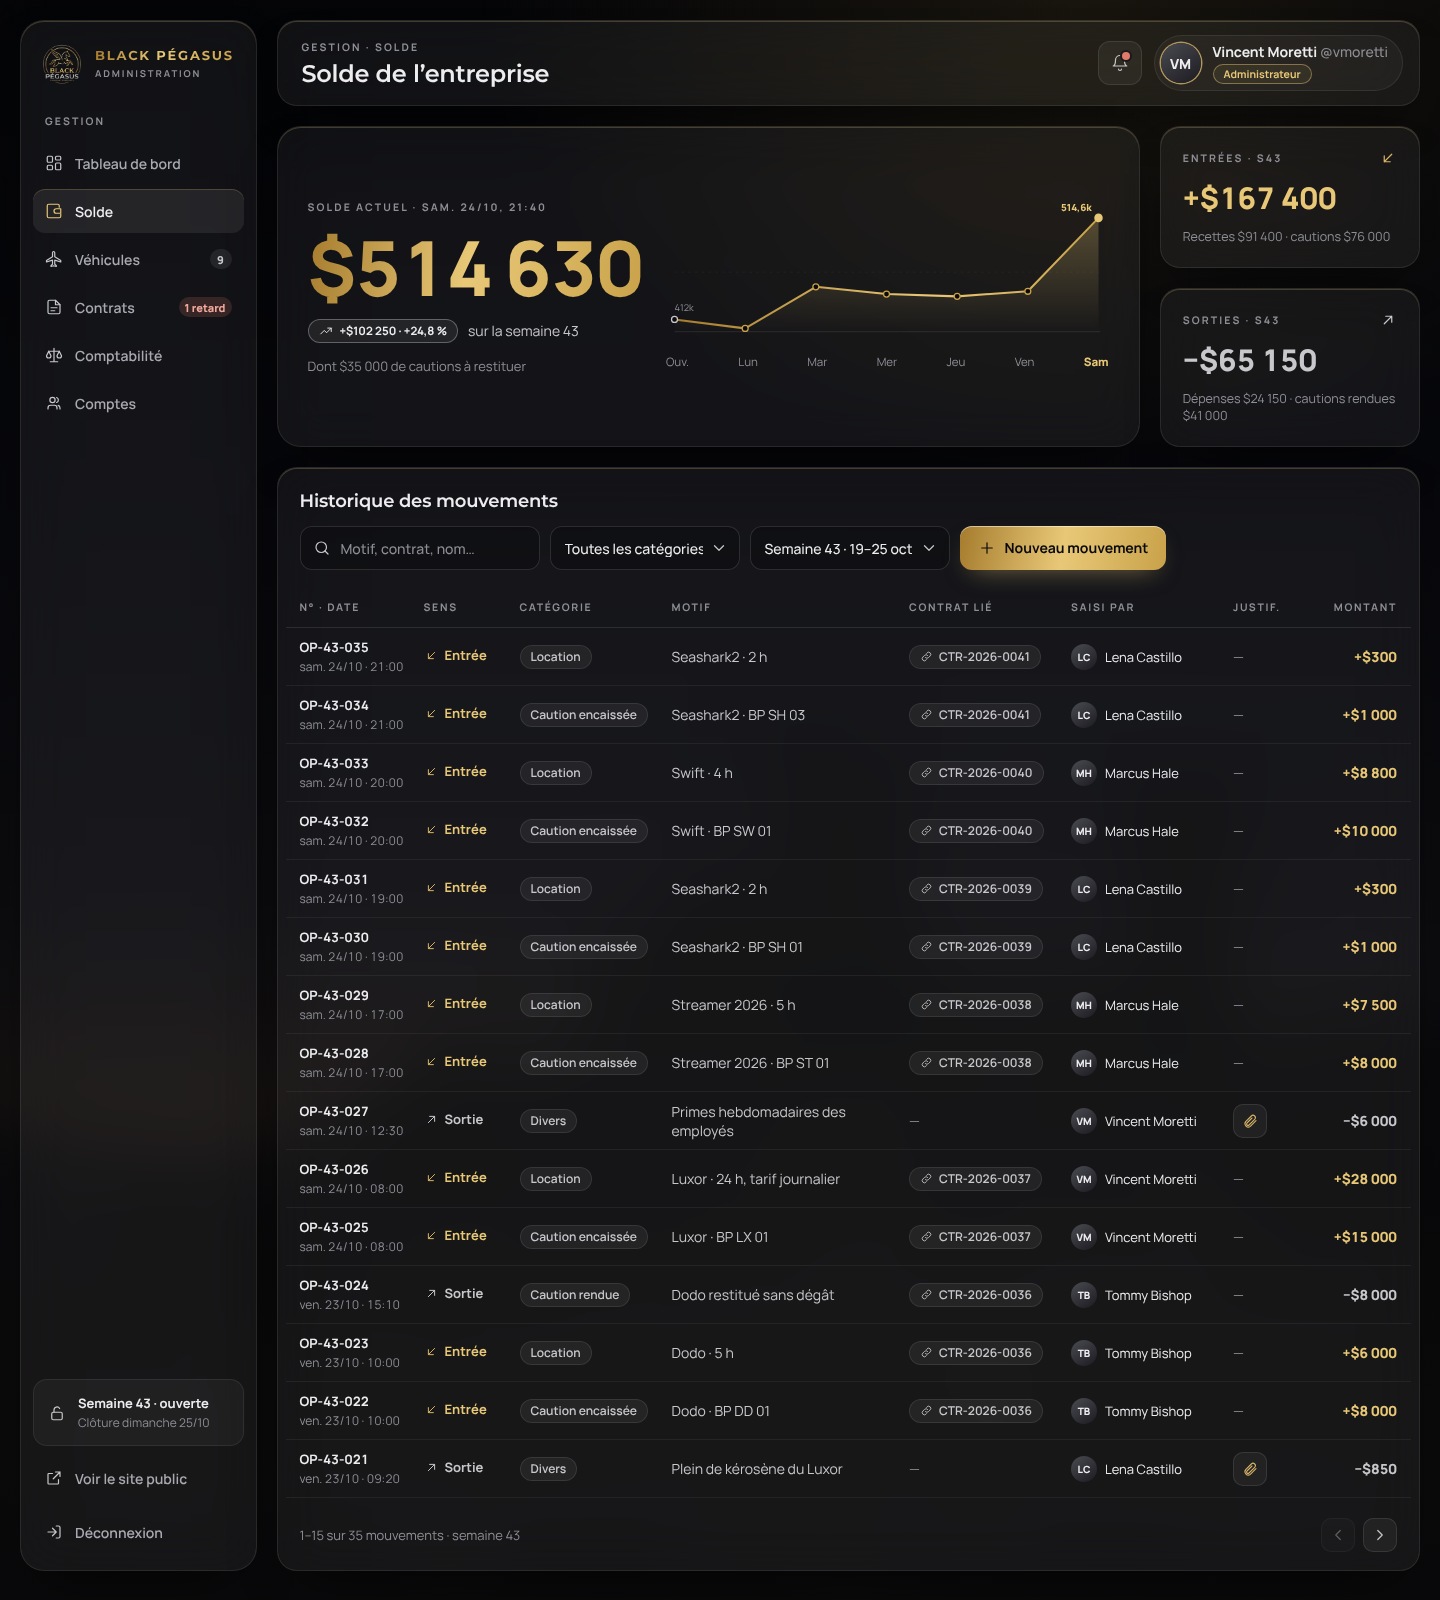 BLACK PÉGASUS
BLACK PÉGASUS
ADMINISTRATION
GESTION
Tableau de bord
Solde
Véhicules 9
Contrats 1 retard
Comptabilité
Comptes
Semaine 43 · ouverte
Clôture dimanche 25/10
Voir le site public
Déconnexion
GESTION · SOLDE
Solde de l’entreprise
VM
Vincent Moretti @vmoretti
Administrateur
SOLDE ACTUEL · SAM. 24/10, 21:40
$514 630
+$102 250 · +24,8 % sur la semaine 43
Dont $35 000 de cautions à restituer
412k
514,6k
Ouv. Lun Mar Mer Jeu Ven Sam
ENTRÉES · S43
+$167 400
Recettes $91 400 · cautions $76 000
SORTIES · S43
−$65 150
Dépenses $24 150 · cautions rendues
$41 000
Historique des mouvements
Motif, contrat, nom…
Toutes les catégories
Semaine 43 · 19–25 oct
Nouveau mouvement
N° · DATE SENS CATÉGORIE MOTIF CONTRAT LIÉ SAISI PAR JUSTIF. MONTANT
OP-43-035
sam. 24/10 · 21:00 Entrée Location Seashark2 · 2 h CTR-2026-0041 LC Lena Castillo — +$300
OP-43-034
sam. 24/10 · 21:00 Entrée Caution encaissée Seashark2 · BP SH 03 CTR-2026-0041 LC Lena Castillo — +$1 000
OP-43-033
sam. 24/10 · 20:00 Entrée Location Swift · 4 h CTR-2026-0040 MH Marcus Hale — +$8 800
OP-43-032
sam. 24/10 · 20:00 Entrée Caution encaissée Swift · BP SW 01 CTR-2026-0040 MH Marcus Hale — +$10 000
OP-43-031
sam. 24/10 · 19:00 Entrée Location Seashark2 · 2 h CTR-2026-0039 LC Lena Castillo — +$300
OP-43-030
sam. 24/10 · 19:00 Entrée Caution encaissée Seashark2 · BP SH 01 CTR-2026-0039 LC Lena Castillo — +$1 000
OP-43-029
sam. 24/10 · 17:00 Entrée Location Streamer 2026 · 5 h CTR-2026-0038 MH Marcus Hale — +$7 500
OP-43-028
sam. 24/10 · 17:00 Entrée Caution encaissée Streamer 2026 · BP ST 01 CTR-2026-0038 MH Marcus Hale — +$8 000
OP-43-027
sam. 24/10 · 12:30 Sortie Divers Primes hebdomadaires des
employés — VM Vincent Moretti −$6 000
OP-43-026
sam. 24/10 · 08:00 Entrée Location Luxor · 24 h, tarif journalier CTR-2026-0037 VM Vincent Moretti — +$28 000
OP-43-025
sam. 24/10 · 08:00 Entrée Caution encaissée Luxor · BP LX 01 CTR-2026-0037 VM Vincent Moretti — +$15 000
OP-43-024
ven. 23/10 · 15:10 Sortie Caution rendue Dodo restitué sans dégât CTR-2026-0036 TB Tommy Bishop — −$8 000
OP-43-023
ven. 23/10 · 10:00 Entrée Location Dodo · 5 h CTR-2026-0036 TB Tommy Bishop — +$6 000
OP-43-022
ven. 23/10 · 10:00 Entrée Caution encaissée Dodo · BP DD 01 CTR-2026-0036 TB Tommy Bishop — +$8 000
OP-43-021
ven. 23/10 · 09:20 Sortie Divers Plein de kérosène du Luxor — LC Lena Castillo −$850
1–15 sur 35 mouvements · semaine 43